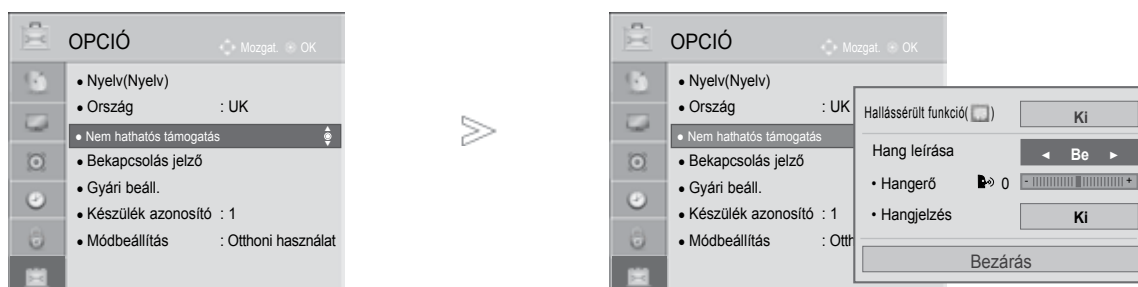 OPCIÓ Mozgat. OK
• Nyelv(Nyelv)
• Ország : UK
• Nem hathatós támogatás
• Bekapcsolás jelző
• Gyári beáll.
• Készülék azonosító : 1
• Módbeállítás : Otthoni használat
OPCIÓ Mozgat. OK
• Nyelv(Nyelv)
• Ország : UK
• Nem hathatós támogatás
• Bekapcsolás jelző
• Gyári beáll.
• Készülék azonosító : 1
• Módbeállítás : Otth
Hallássérült funkció( ) Ki
Hang leírása ◄ Be ►
• Hangerő 0 - +
• Hangjelzés Ki
Bezárás